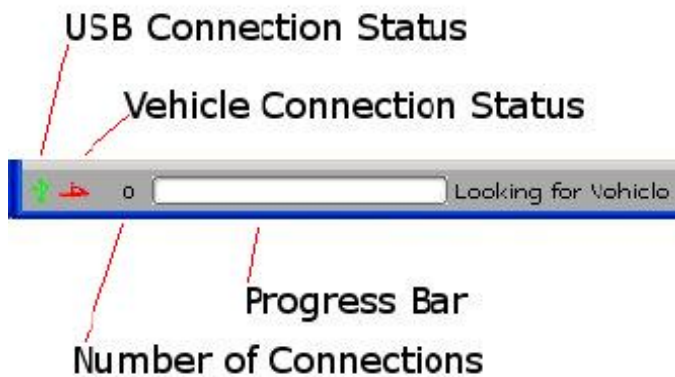 USB Connection Status
Vehicle Connection Status
0 Looking for Vehicle
Progress Bar
Number of Connections